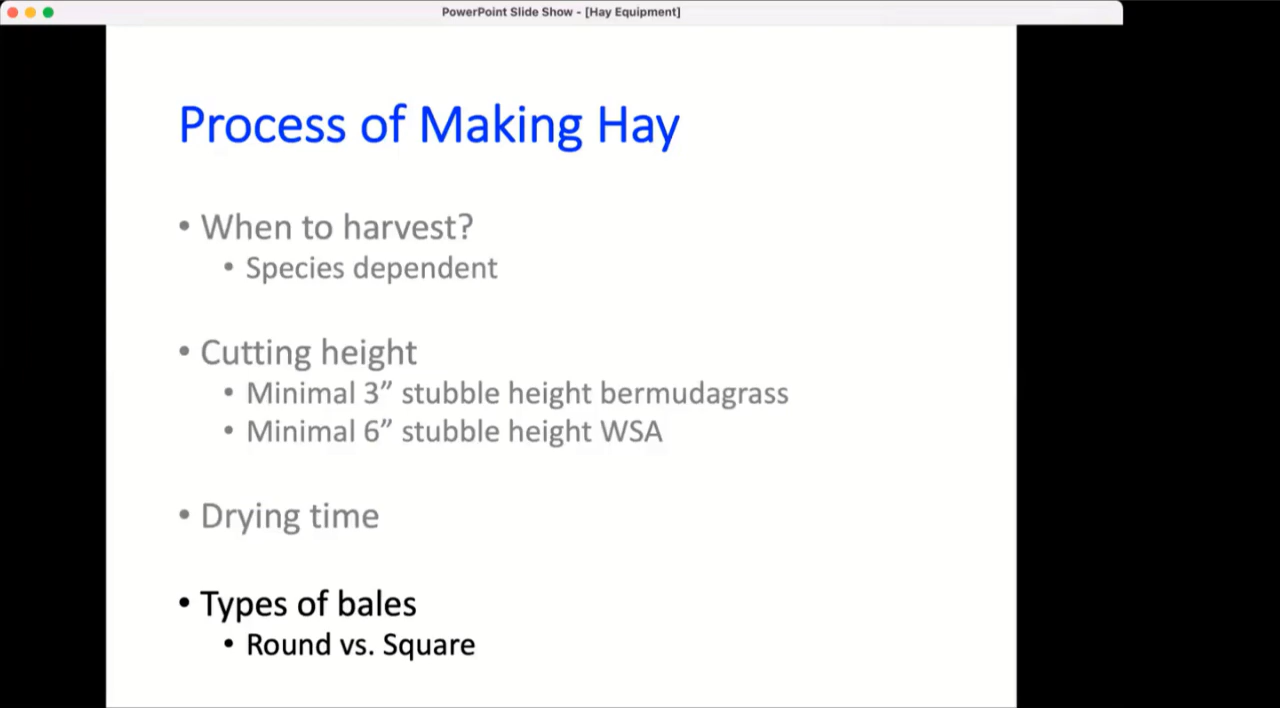 PowerPoint Slide Show - [Hay Equipment]
Process of Making Hay
• When to harvest?
• Species dependent
• Cutting height
• Minimal 3” stubble height bermudagrass
• Minimal 6” stubble height WSA
• Drying time
• Types of bales
• Round vs. Square